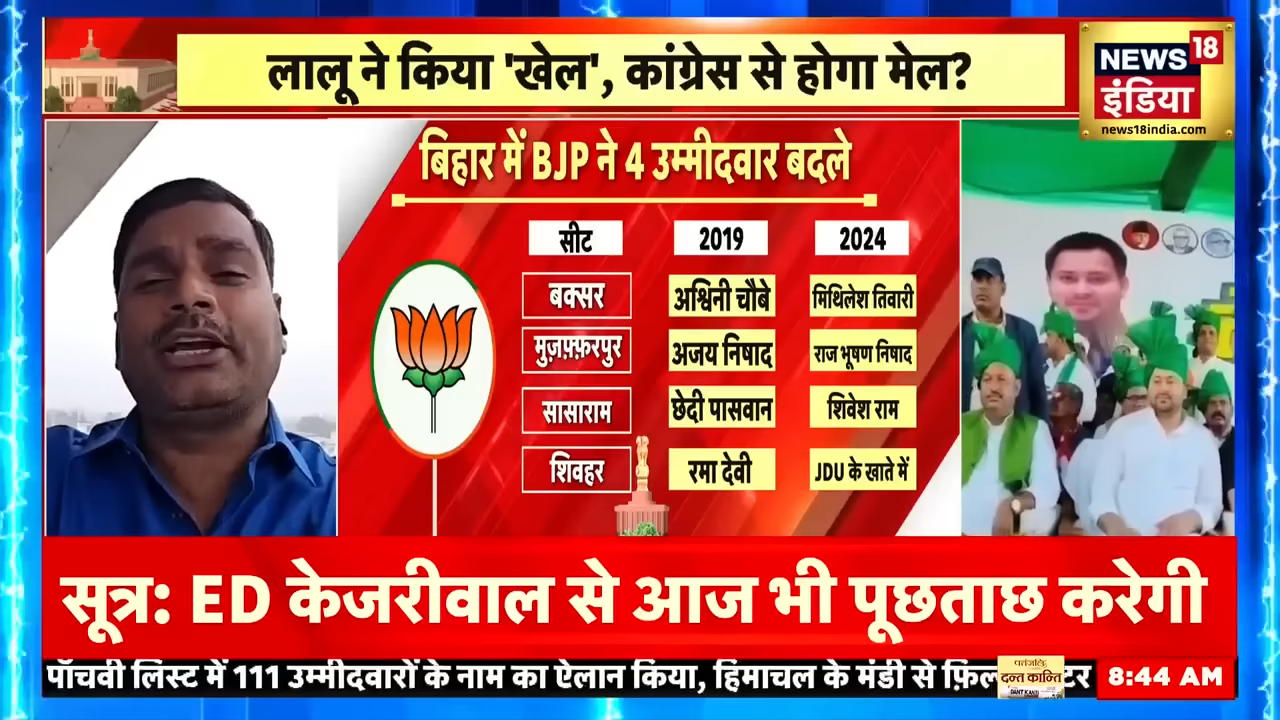 लालू ने किया 'खेल', कांग्रेस से होगा मेल?
NEWS 18
इंडिया
news18india.com
बिहार में BJP ने 4 उम्मीदवार बदले
सीट 2019 2024
बक्सर अश्विनी चौबे मिथिलेश तिवारी
मुज़फ़्फ़रपुर अजय निषाद राज भूषण निषाद
सासाराम छेदी पासवान शिवेश राम
शिवहर रमा देवी JDU के खाते में
सूत्र: ED केजरीवाल से आज भी पूछताछ करेगी
पॉचवी लिस्ट में 111 उम्मीदवारों के नाम का ऐलान किया, हिमाचल के मंडी से
पतंजलि
दन्त कान्ति
DANT KANTI
8:44 AM